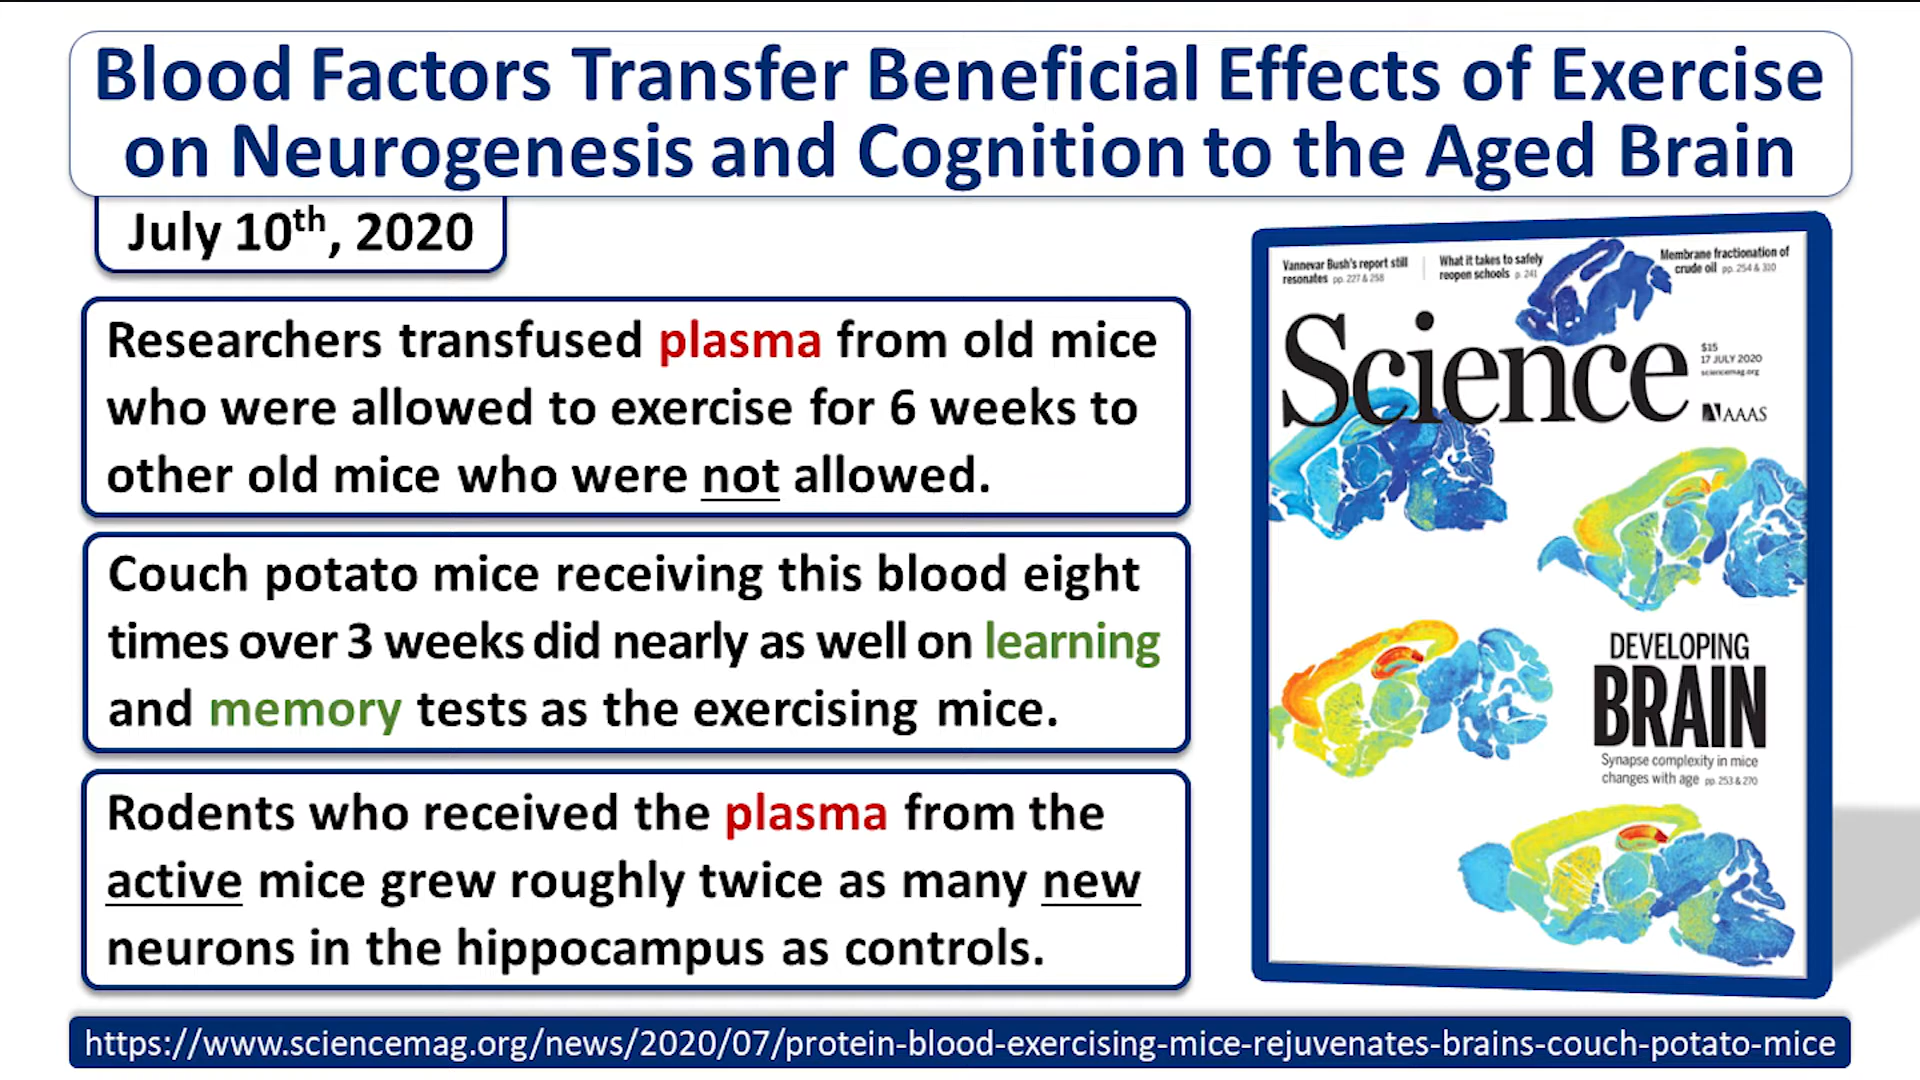 Blood Factors Transfer Beneficial Effects of Exercise
on Neurogenesis and Cognition to the Aged Brain
July 10th, 2020
Researchers transfused plasma from old mice
who were allowed to exercise for 6 weeks to
other old mice who were not allowed.
Couch potato mice receiving this blood eight
times over 3 weeks did nearly as well on learning
and memory tests as the exercising mice.
Rodents who received the plasma from the
active mice grew roughly twice as many new
neurons in the hippocampus as controls.
Vannevar Bush's report still
resonates pp. 227 & 258
What it takes to safely
reopen schools p. 241
Membrane fractionation of
crude oil pp. 254 & 310
Science
$15
17 JULY 2020
sciencemag.org
AAAS
DEVELOPING
BRAIN
Synapse complexity in mice
changes with age pp. 253 & 270
https://www.sciencemag.org/news/2020/07/protein-blood-exercising-mice-rejuvenates-brains-couch-potato-mice